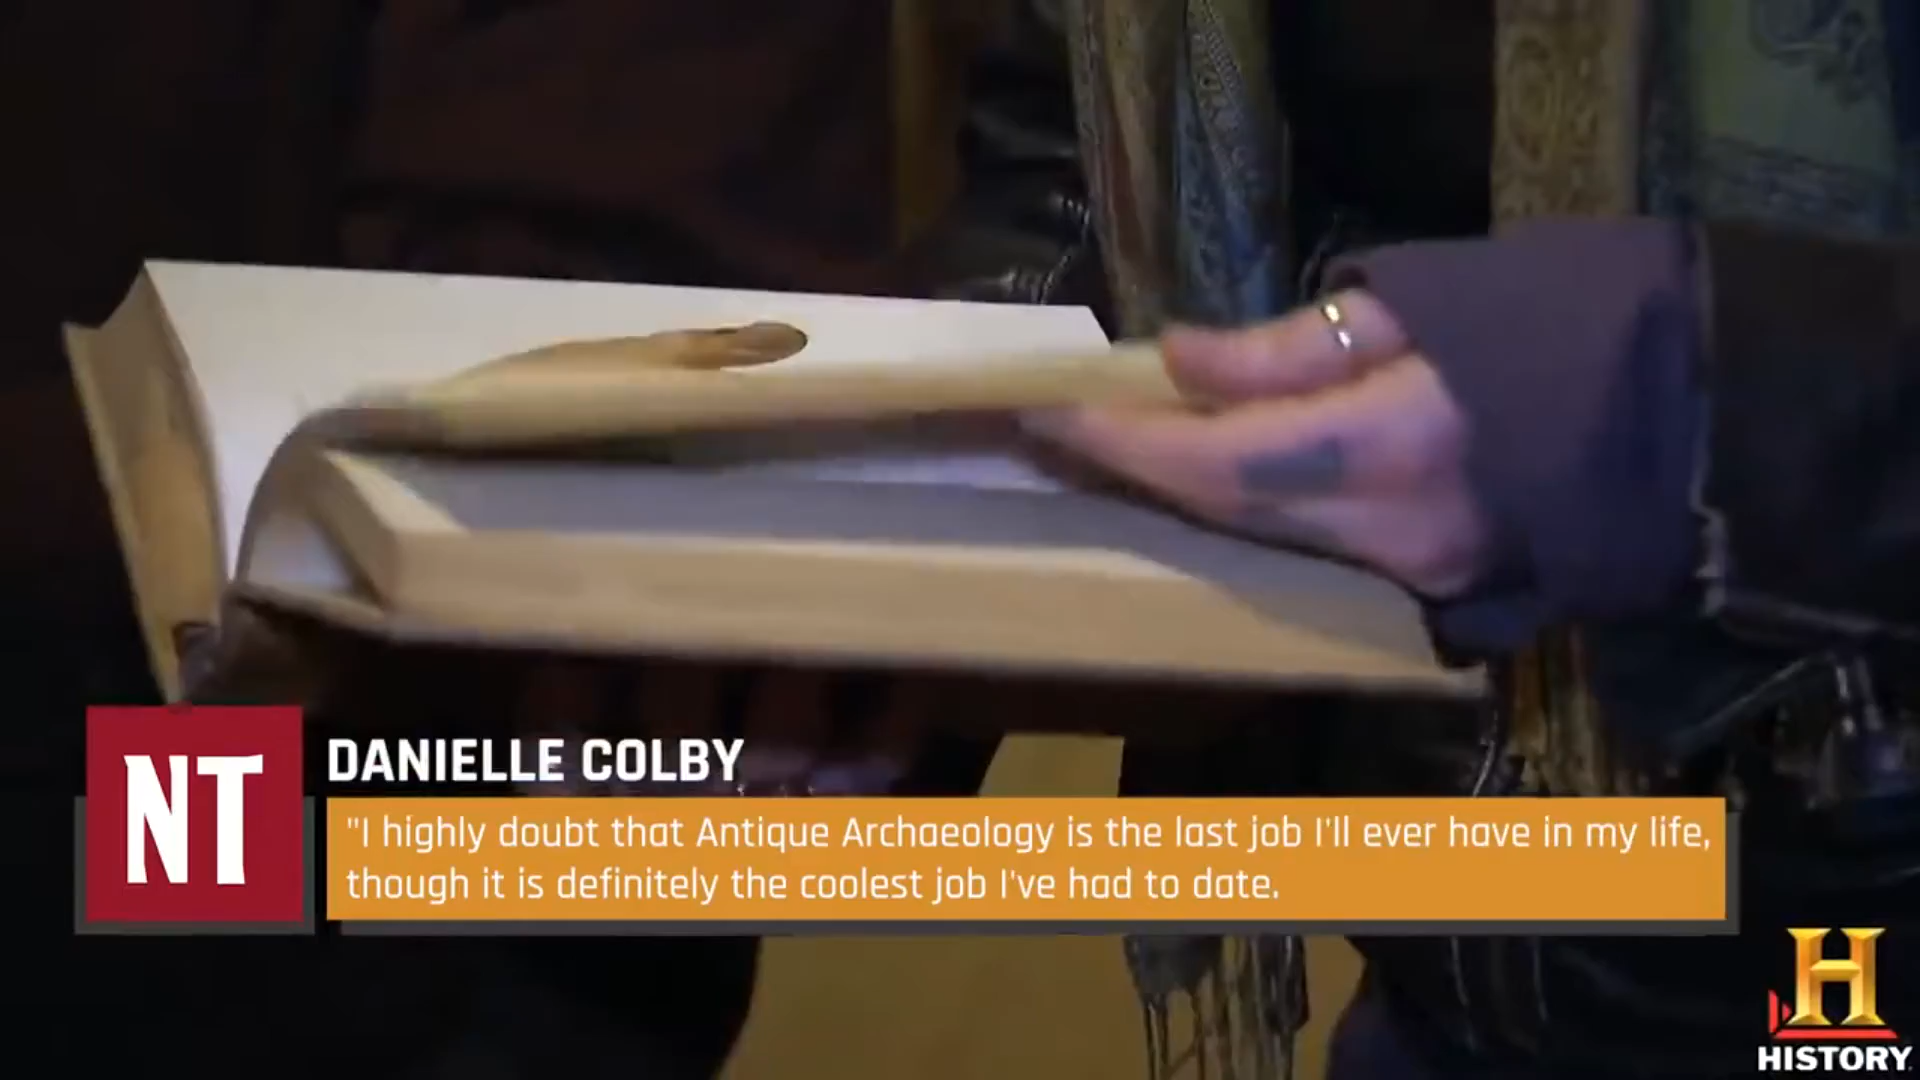 NT
DANIELLE COLBY
"I highly doubt that Antique Archaeology is the last job I'll ever have in my life,
though it is definitely the coolest job I've had to date.
H
HISTORY